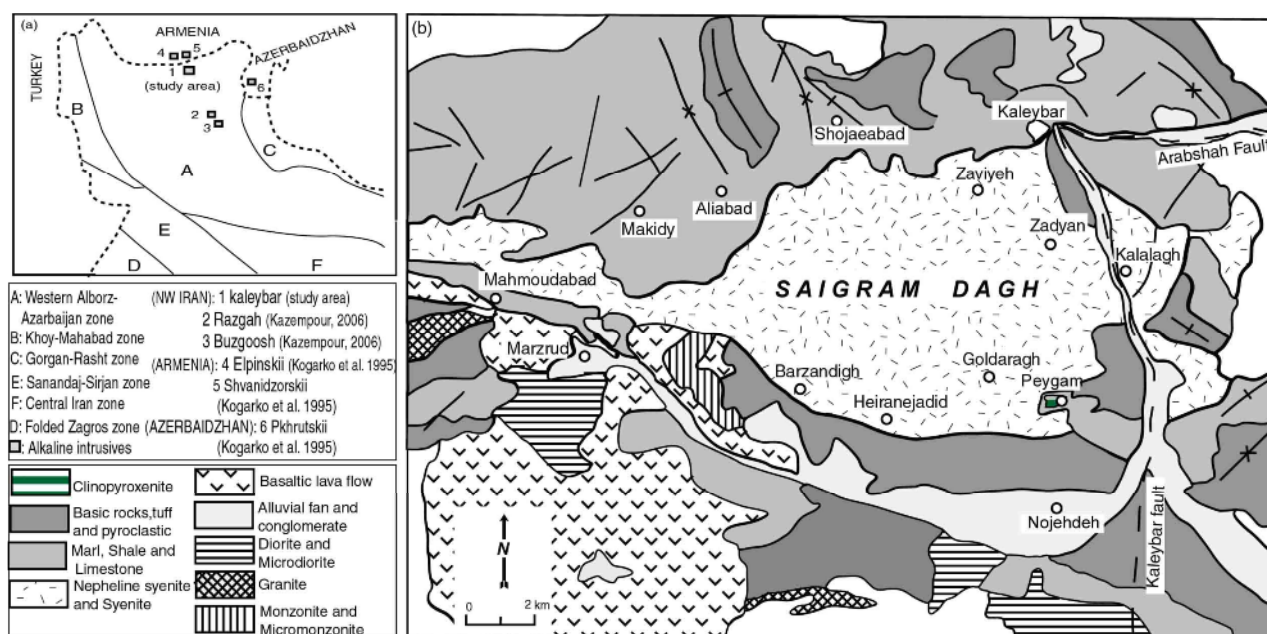 (a)
ARMENIA
AZERBAIDZHAN
TURKEY
4
5
1
(study area)
6
2
3
B
C
A
E
D
F
A: Western Alborz- (NW IRAN): 1 kaleybar (study area)
Azarbaijan zone 2 Razgah (Kazempour, 2006)
B: Khoy-Mahabad zone 3 Buzgoosh (Kazempour, 2006)
C: Gorgan-Rasht zone (ARMENIA): 4 Elpinskii (Kogarko et al. 1995)
E: Sanandaj-Sirjan zone 5 Shvanidzorskii
F: Central Iran zone (Kogarko et al. 1995)
D: Folded Zagros zone (AZERBAIDZHAN): 6 Pkhrutskii
: Alkaline intrusives (Kogarko et al. 1995)
Clinopyroxenite
Basic rocks,tuff
and pyroclastic
Marl, Shale and
Limestone
Nepheline syenite
and Syenite
Basaltic lava flow
Alluvial fan and
conglomerate
Diorite and
Microdiorite
Granite
Monzonite and
Micromonzonite
(b)
Kaleybar
Shojaeabad
Arabshah Fault
Zaviyeh
Aliabad
Makidy
Zadyan
Kalalagh
Mahmoudabad
SAIGRAM DAGH
Marzrud
Goldaragh
Barzandigh
Peygam
Heiranejadid
Nojehdeh
Kaleybar fault
N
0 2 km